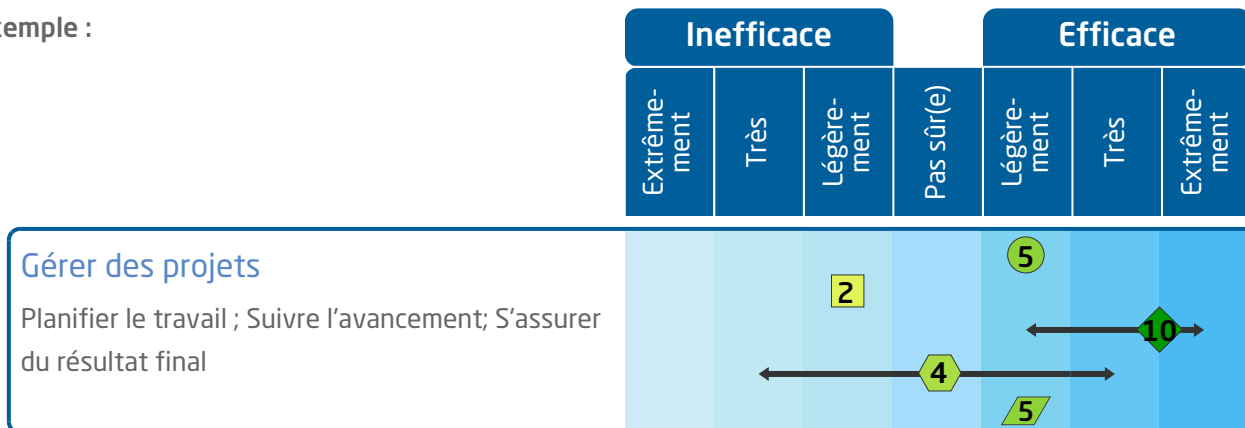 xemple :
Inefficace
Efficace
Extrême-
ment
Très
Légère-
ment
Pas sûr(e)
Légère-
ment
Très
Extrême-
ment
Gérer des projets
Planifier le travail ; Suivre l'avancement; S'assurer
du résultat final
5
2
10
4
5